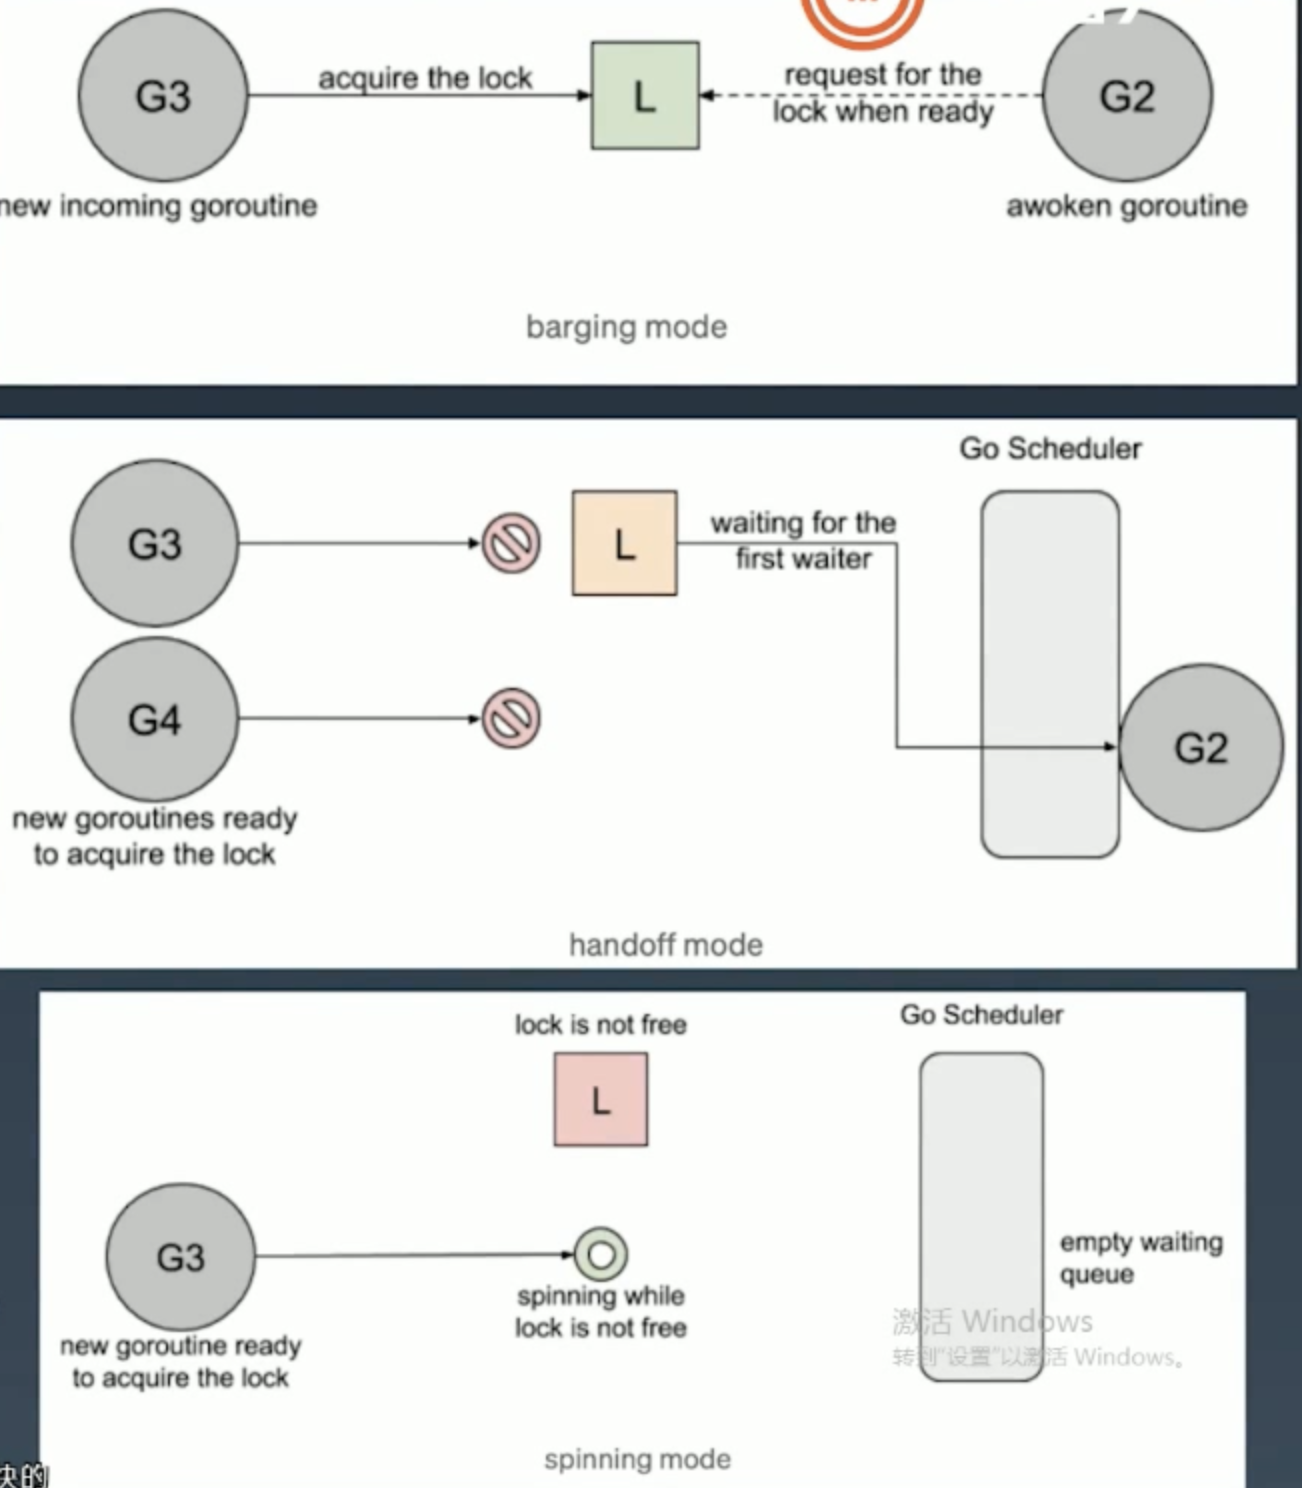 G3
acquire the lock
L
request for the
lock when ready
G2
new incoming goroutine
awoken goroutine
barging mode
Go Scheduler
G3
L
waiting for the
first waiter
G4
G2
new goroutines ready
to acquire the lock
handoff mode
lock is not free
Go Scheduler
L
G3
spinning while
lock is not free
empty waiting
queue
new goroutine ready
to acquire the lock
激活 Windows
转到“设置”以激活 Windows。
spinning mode
的